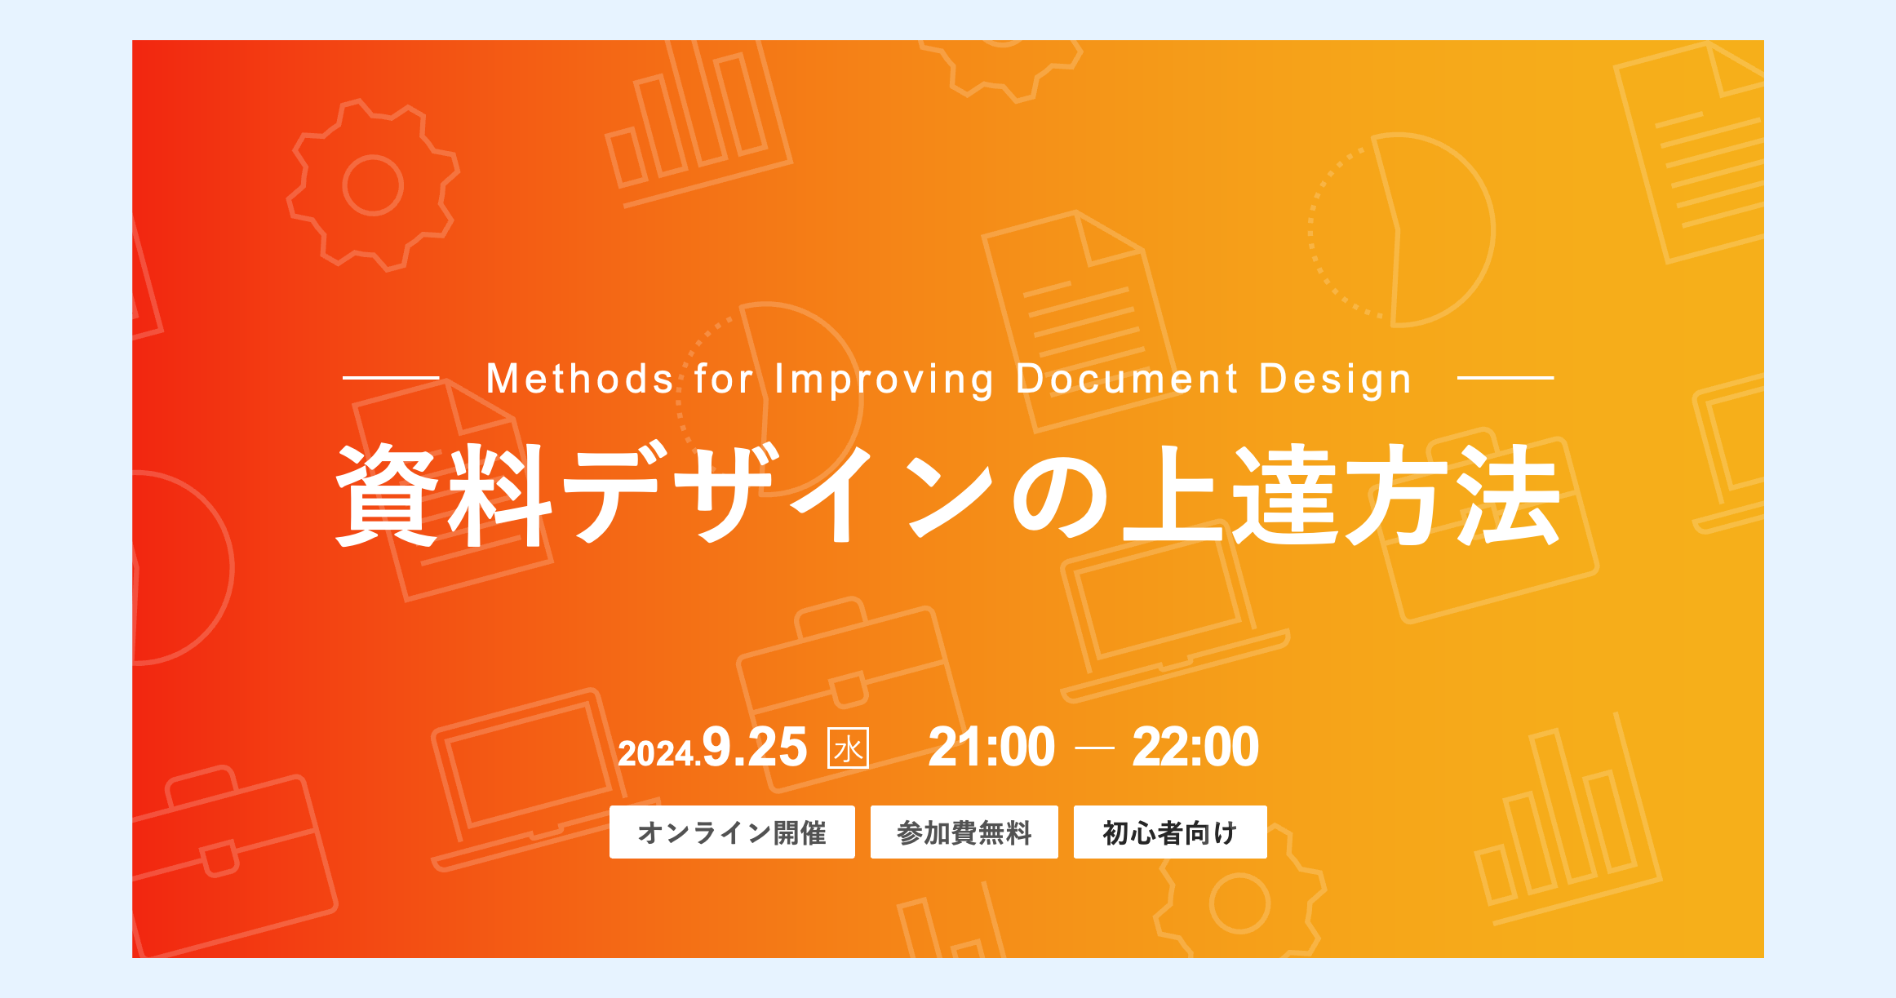 Methods for Improving Document Design
資料デザインの上達方法
2024.9.25 水 21:00 — 22:00
オンライン開催 参加費無料 初心者向け